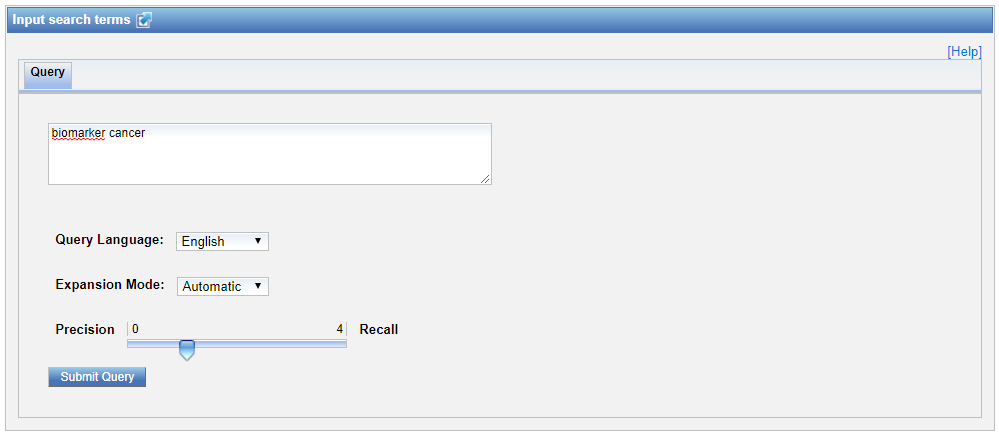 Input search terms
[Help]
Query
biomarker cancer
Query Language: English
Expansion Mode: Automatic
Precision 0 4 Recall
Submit Query